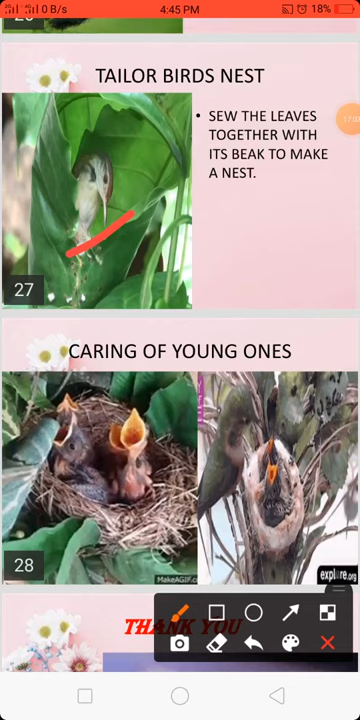 0 B/s
4:45 PM
18%
TAILOR BIRDS NEST
• SEW THE LEAVES
TOGETHER WITH
ITS BEAK TO MAKE
A NEST.
27
CARING OF YOUNG ONES
28
MakeAGIF.com
explore.org
THANK YOU